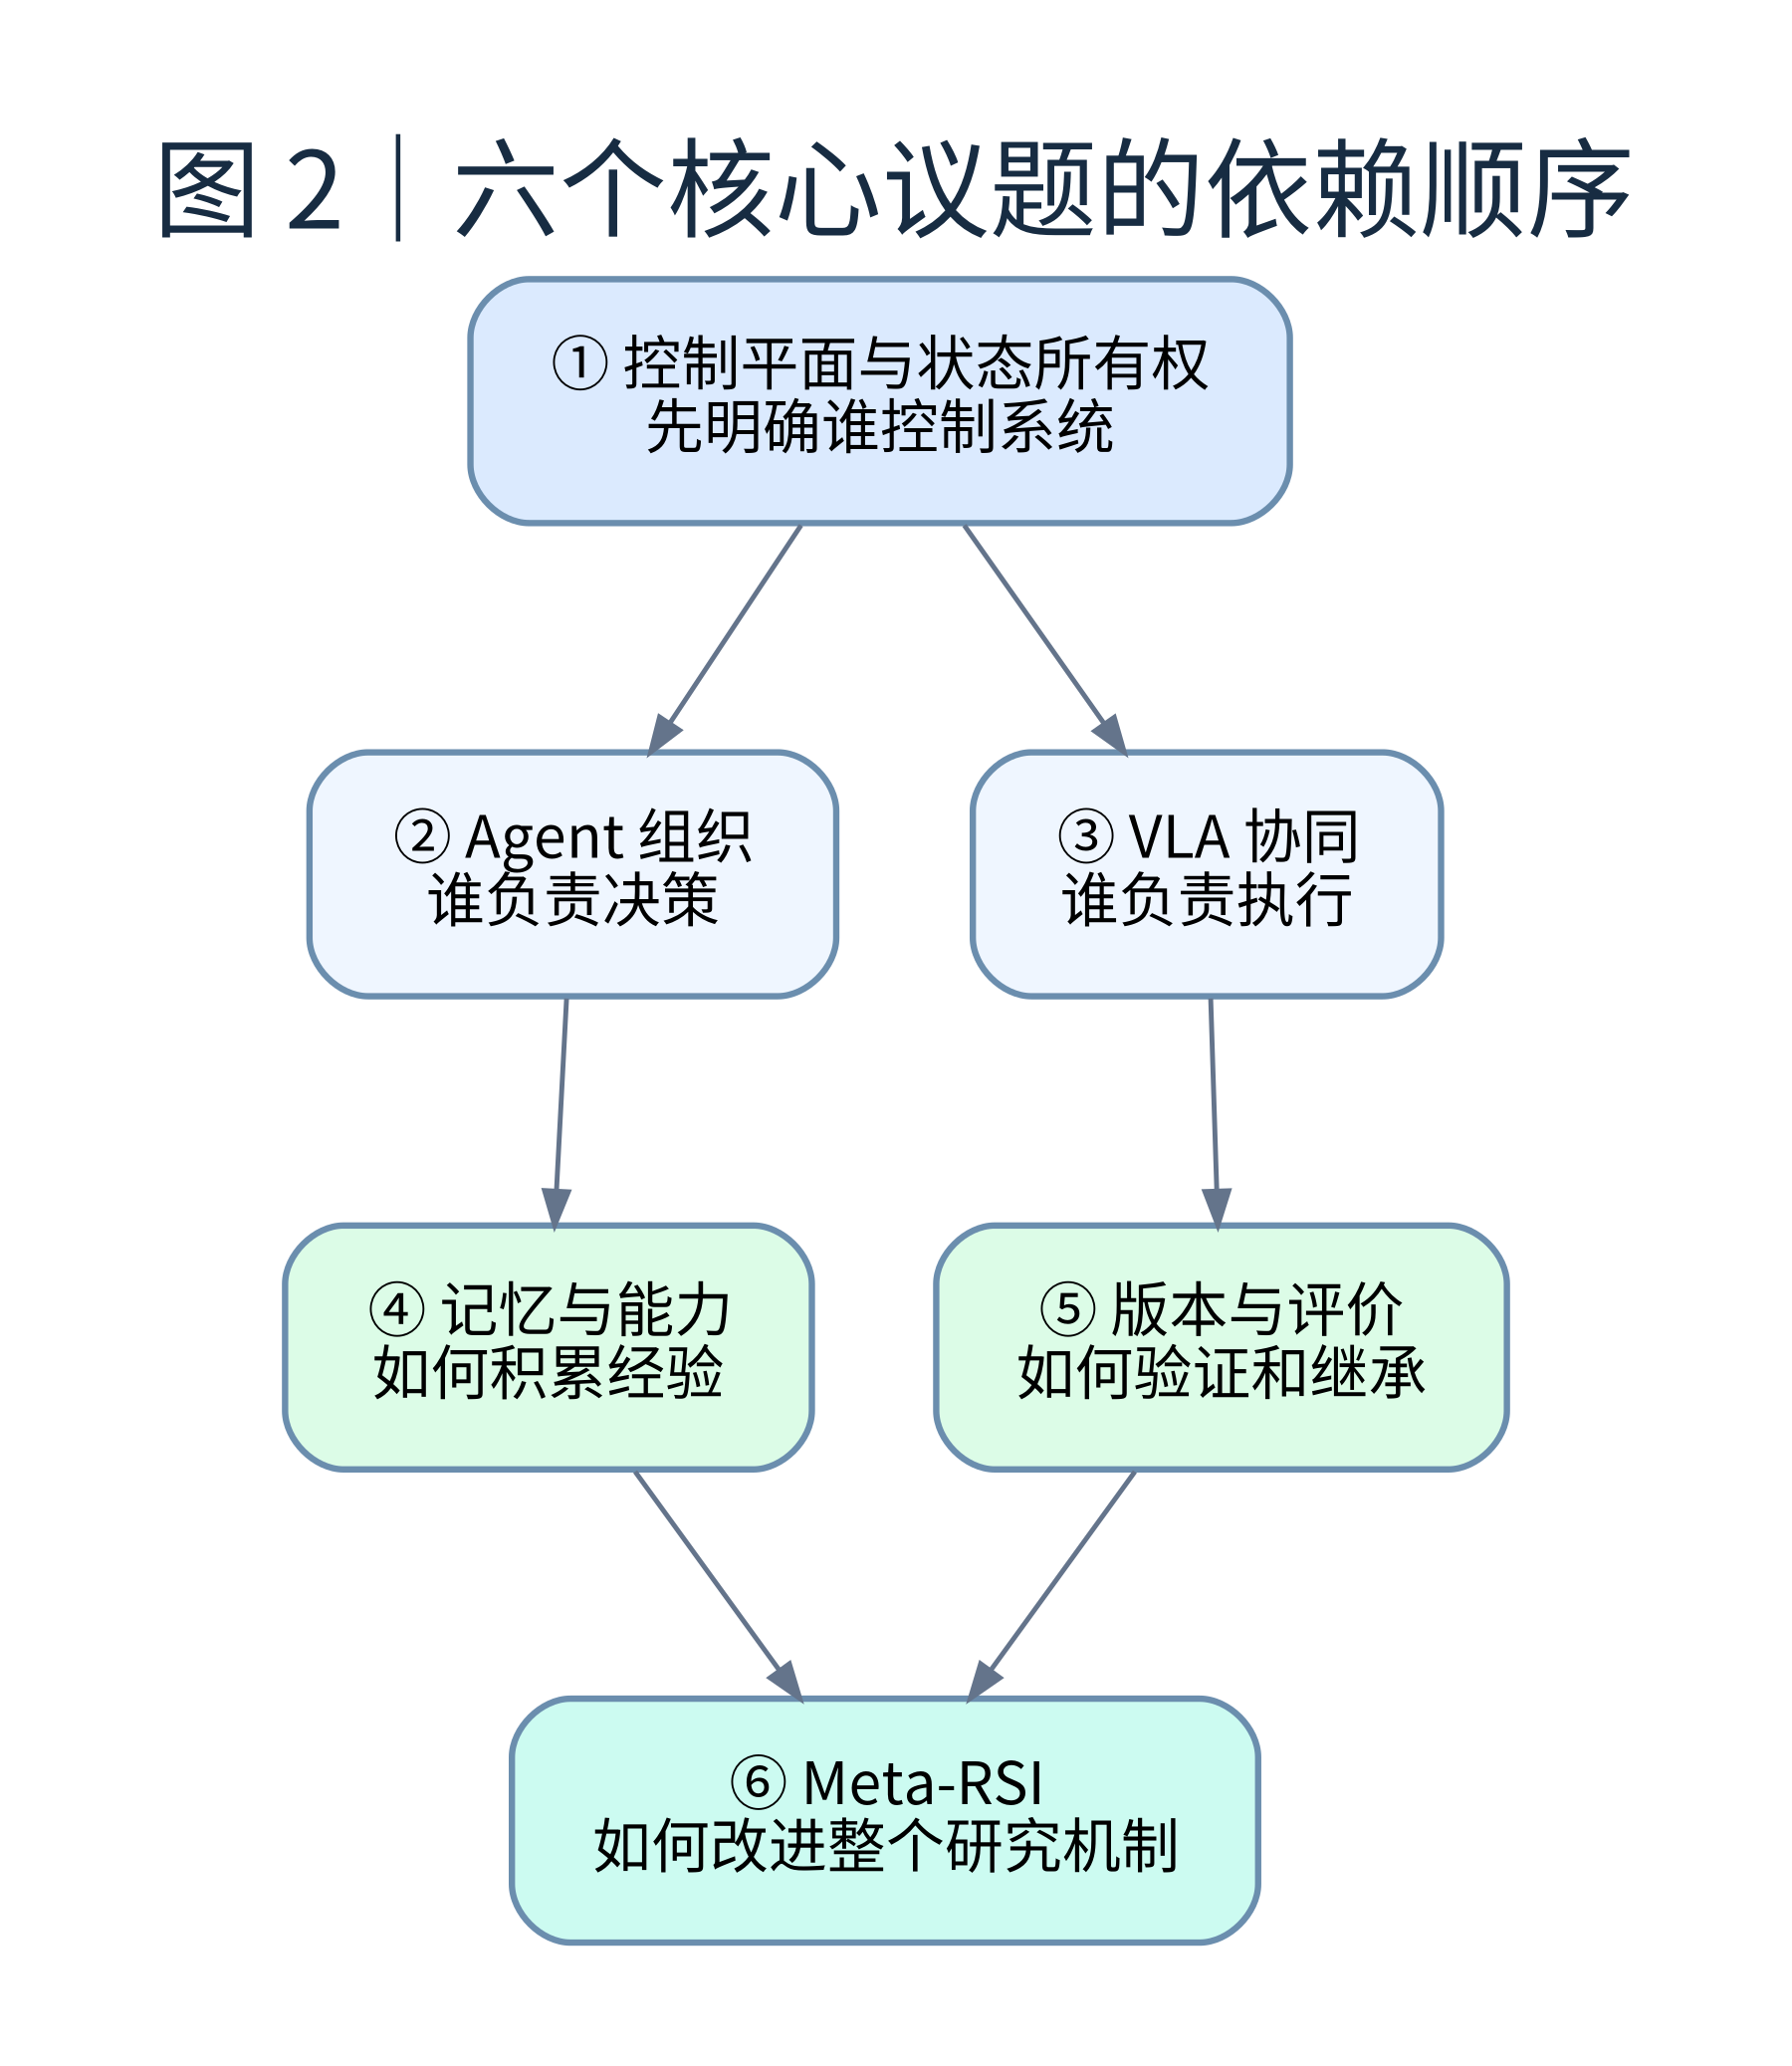 图 2｜六个核心议题的依赖顺序
① 控制平面与状态所有权
先明确谁控制系统
② Agent 组织
谁负责决策
③ VLA 协同
谁负责执行
④ 记忆与能力
如何积累经验
⑤ 版本与评价
如何验证和继承
⑥ Meta-RSI
如何改进整个研究机制